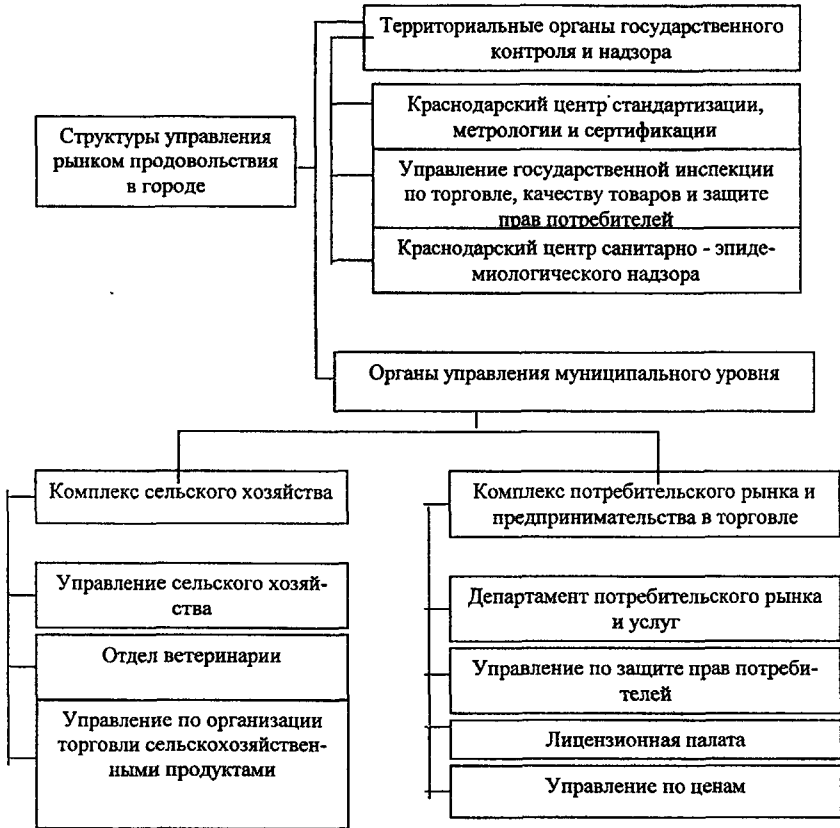 Территориальные органы государственного
контроля и надзора
Структуры управления
рынком продовольствия
в городе
Краснодарский центр стандартизации,
метрологии и сертификации
Управление государственной инспекции
по торговле, качеству товаров и защите
прав потребителей
Краснодарский центр санитарно - эпиде-
миологического надзора
Органы управления муниципального уровня
Комплекс сельского хозяйства
Управление сельского хозяй-
ства
Отдел ветеринарии
Управление по организации
торговли сельскохозяйствен-
ными продуктами
Комплекс потребительского рынка и
предпринимательства в торговле
Департамент потребительского рынка
и услуг
Управление по защите прав потреби-
телей
Лицензионная палата
Управление по ценам